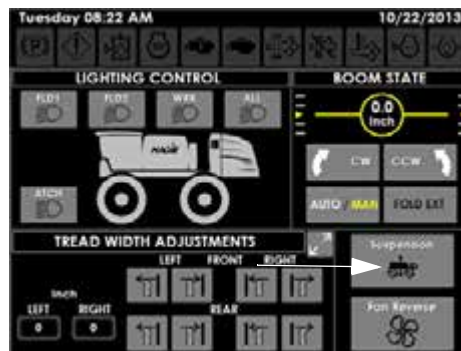 Tuesday 08:22 AM 10/22/2013
(P)
LIGHTING CONTROL BOOM STATE
FLD1 FLD2 WRK ALL
0.0
Inch
CW CCW
ATCH
AUTO / MAN FOLD EXT
TREAD WIDTH ADJUSTMENTS
LEFT FRONT RIGHT
Suspension
Inch
LEFT RIGHT
REAR
0 0
Fan Reverse